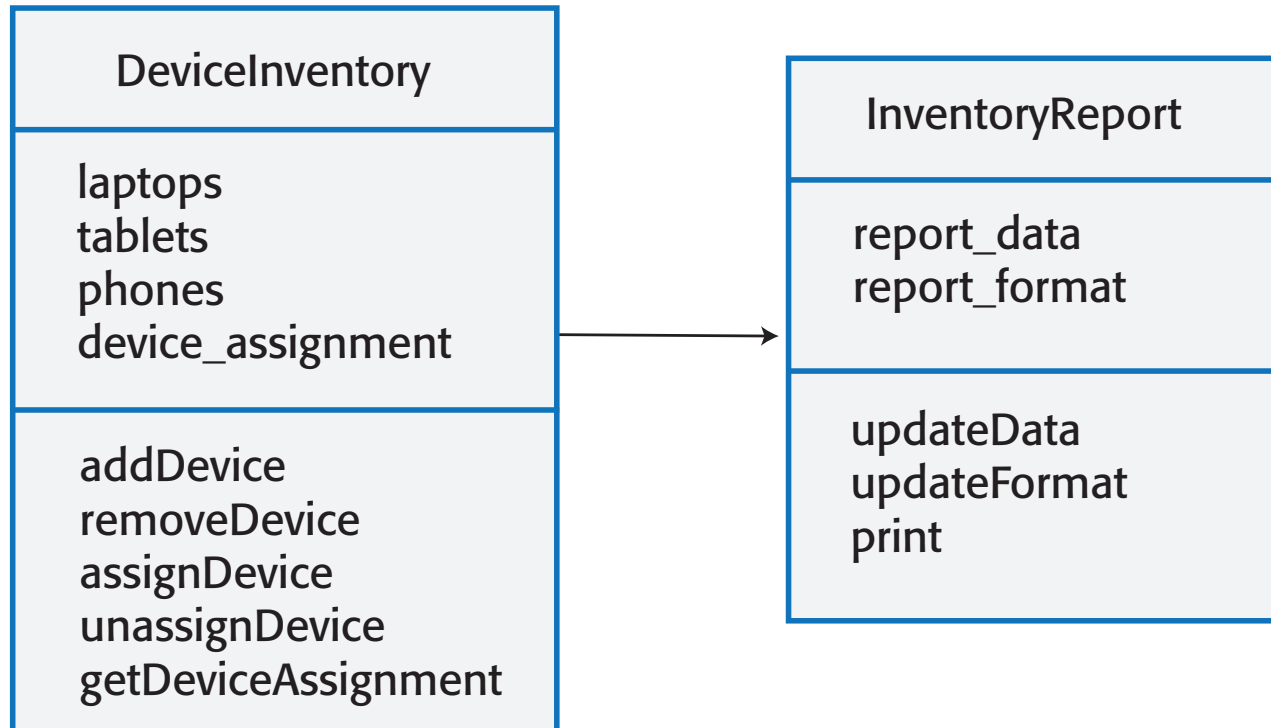 DeviceInventory
laptops
tablets
phones
device_assignment
addDevice
removeDevice
assignDevice
unassignDevice
getDeviceAssignment
InventoryReport
report_data
report_format
updateData
updateFormat
print